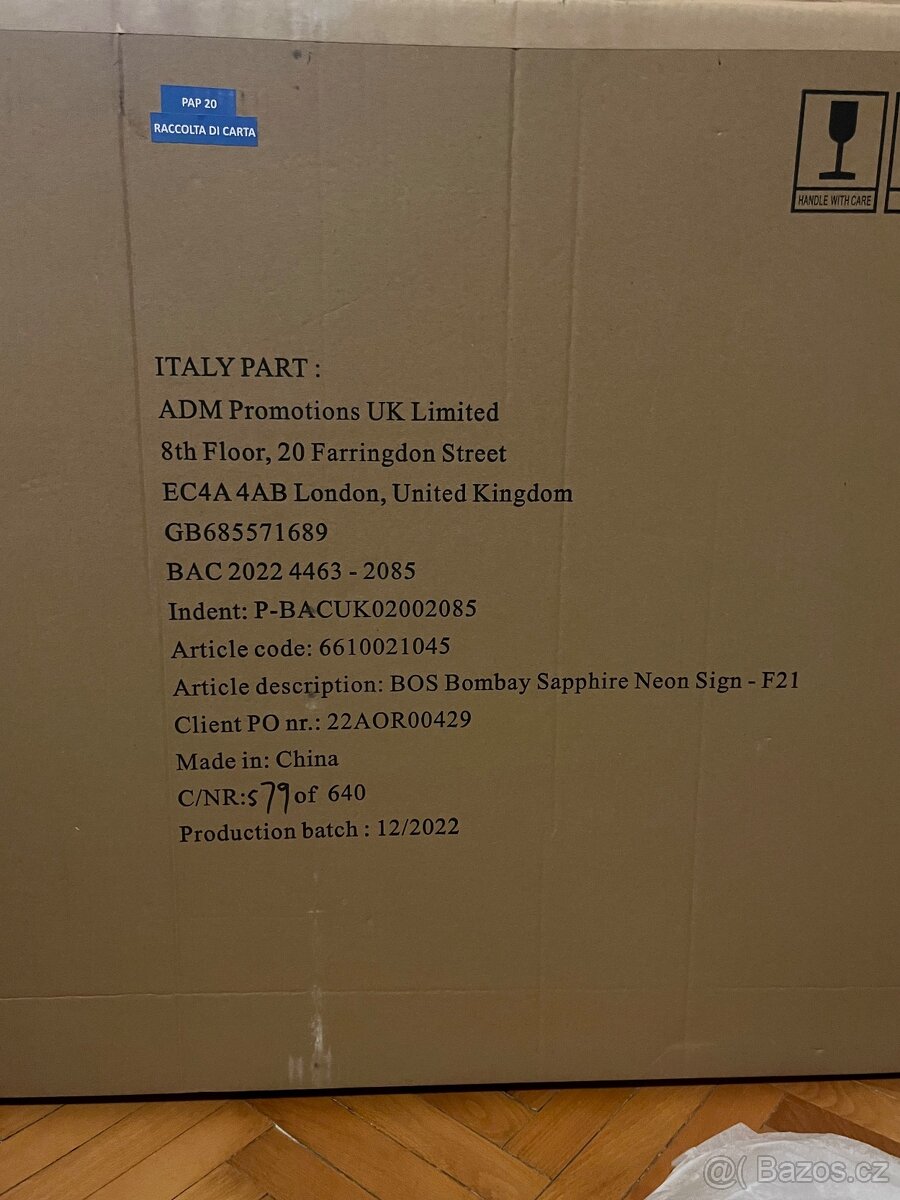 PAP 20
RACCOLTA DI CARTA
HANDLE WITH CARE
ITALY PART :
ADM Promotions UK Limited
8th Floor, 20 Farringdon Street
EC4A 4AB London, United Kingdom
GB685571689
BAC 2022 4463 - 2085
Indent: P-BACUK02002085
Article code: 6610021045
Article description: BOS Bombay Sapphire Neon Sign - F21
Client PO nr.: 22AOR00429
Made in: China
C/NR:579 of 640
Production batch : 12/2022
@( Bazos.cz